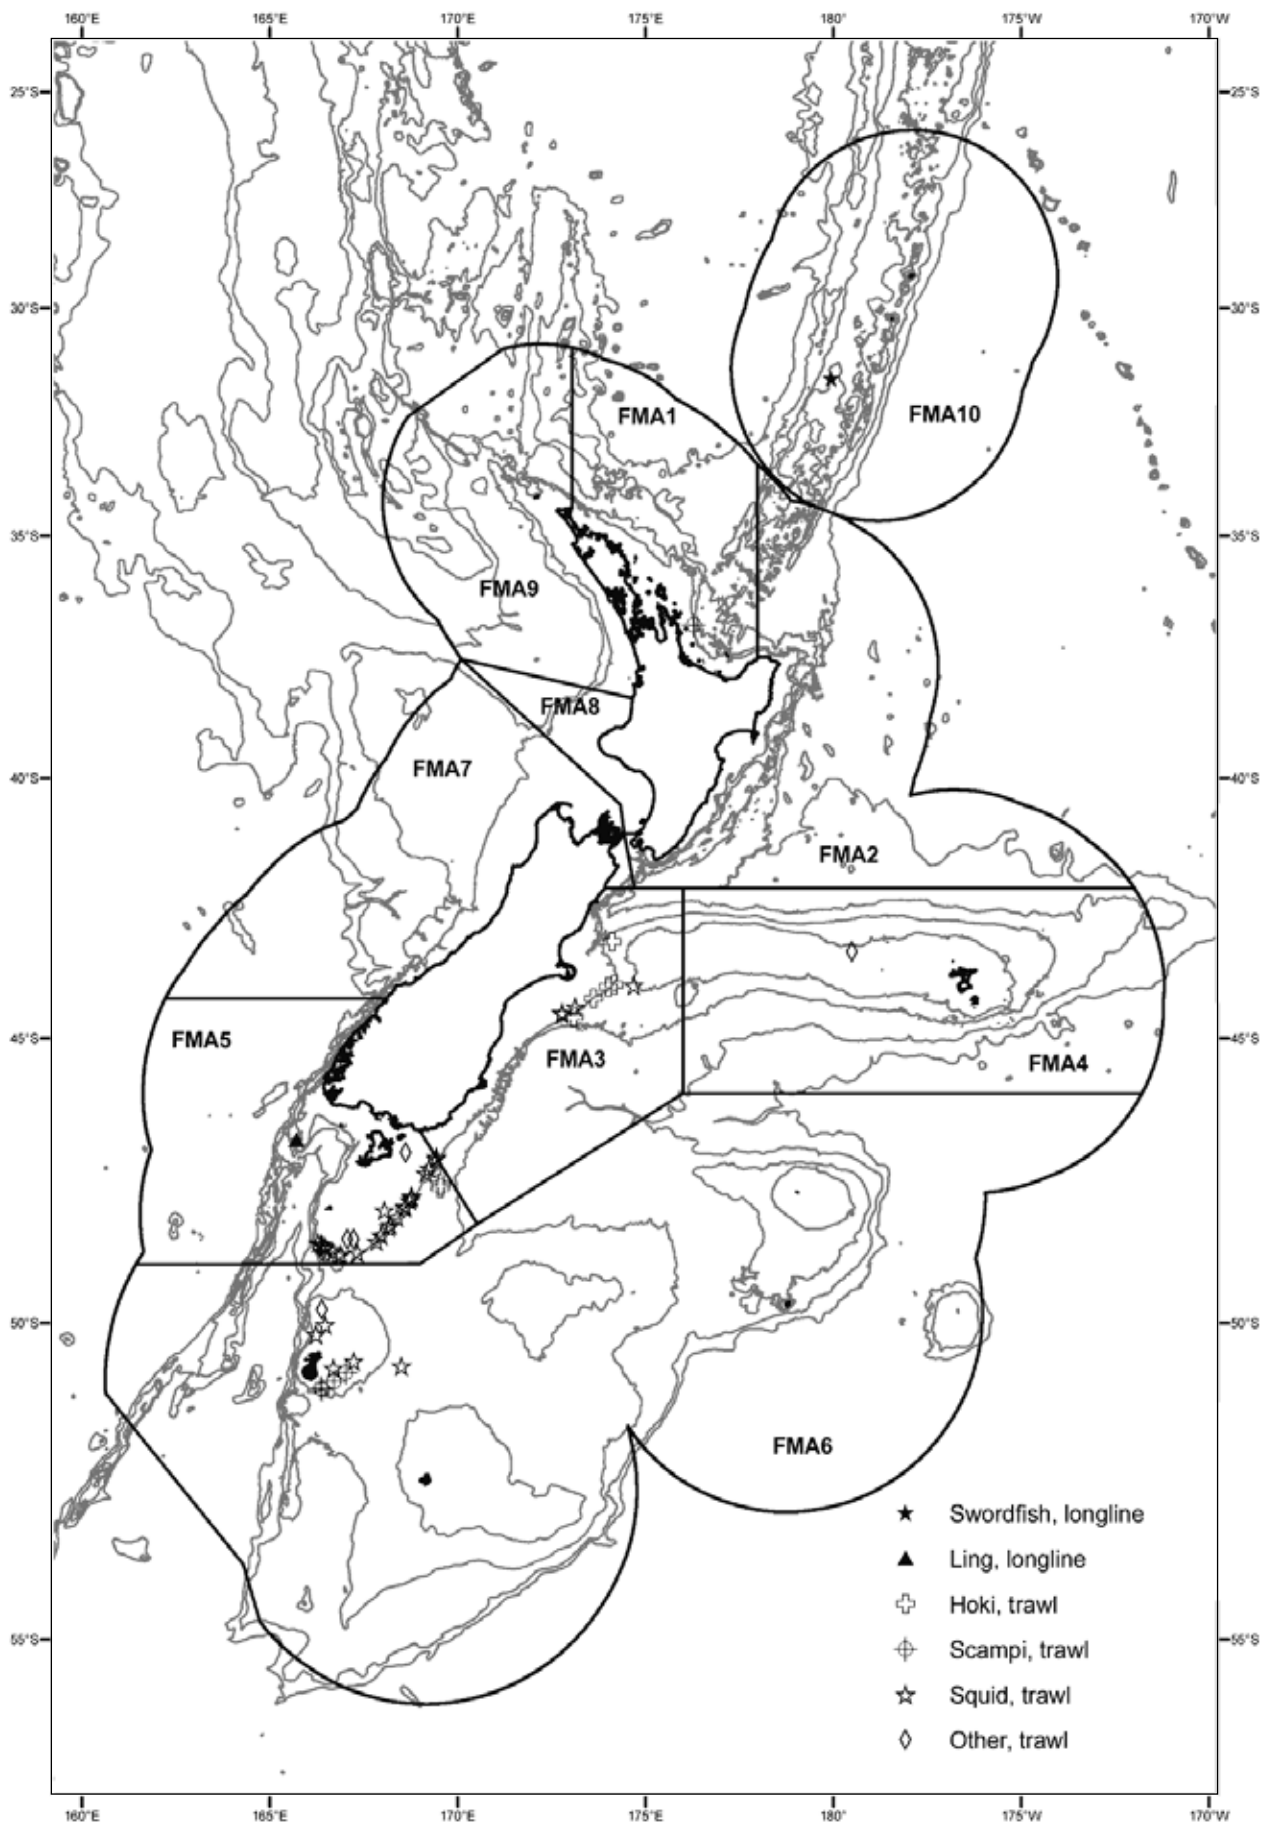 160°E 165°E 170°E 175°E 180° 175°W 170°W
25°S 25°S
30°S 30°S
FMA1
FMA10
35°S 35°S
FMA9
FMA8
FMA7
40°S 40°S
FMA2
FMA5
45°S 45°S
FMA3
FMA4
50°S 50°S
FMA6
Swordfish, longline
Ling, longline
Hoki, trawl
Scampi, trawl
55°S 55°S
Squid, trawl
Other, trawl
160°E 165°E 170°E 175°E 180° 175°W 170°W